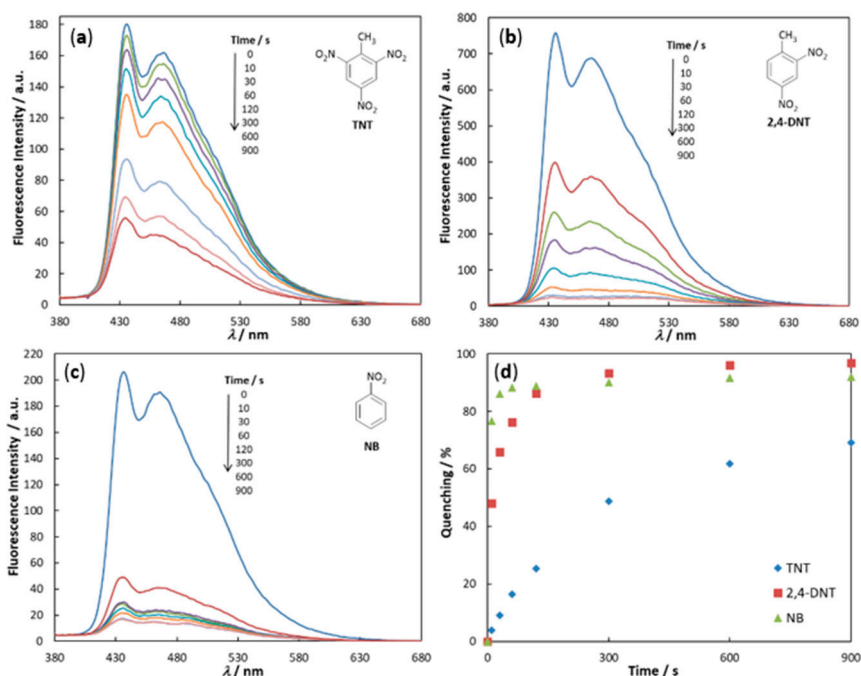 (a)
Fluorescence Intensity / a.u.
180
160
140
120
100
80
60
40
20
0
380 430 480 530 580 630 680
λ / nm
Time / s
0
10
30
60
120
300
600
900
CH₃
O₂N NO₂
NO₂
TNT
(b)
Fluorescence Intensity / a.u.
800
700
600
500
400
300
200
100
0
380 430 480 530 580 630 680
λ / nm
Time / s
0
10
30
60
120
300
600
900
CH₃
NO₂
NO₂
2,4-DNT
(c)
Fluorescence Intensity / a.u.
220
200
180
160
140
120
100
80
60
40
20
0
380 430 480 530 580 630 680
λ / nm
Time / s
0
10
30
60
120
300
600
900
NO₂
NB
(d)
Quenching / %
100
80
60
40
20
0
0 300 600 900
Time / s
TNT
2,4-DNT
NB